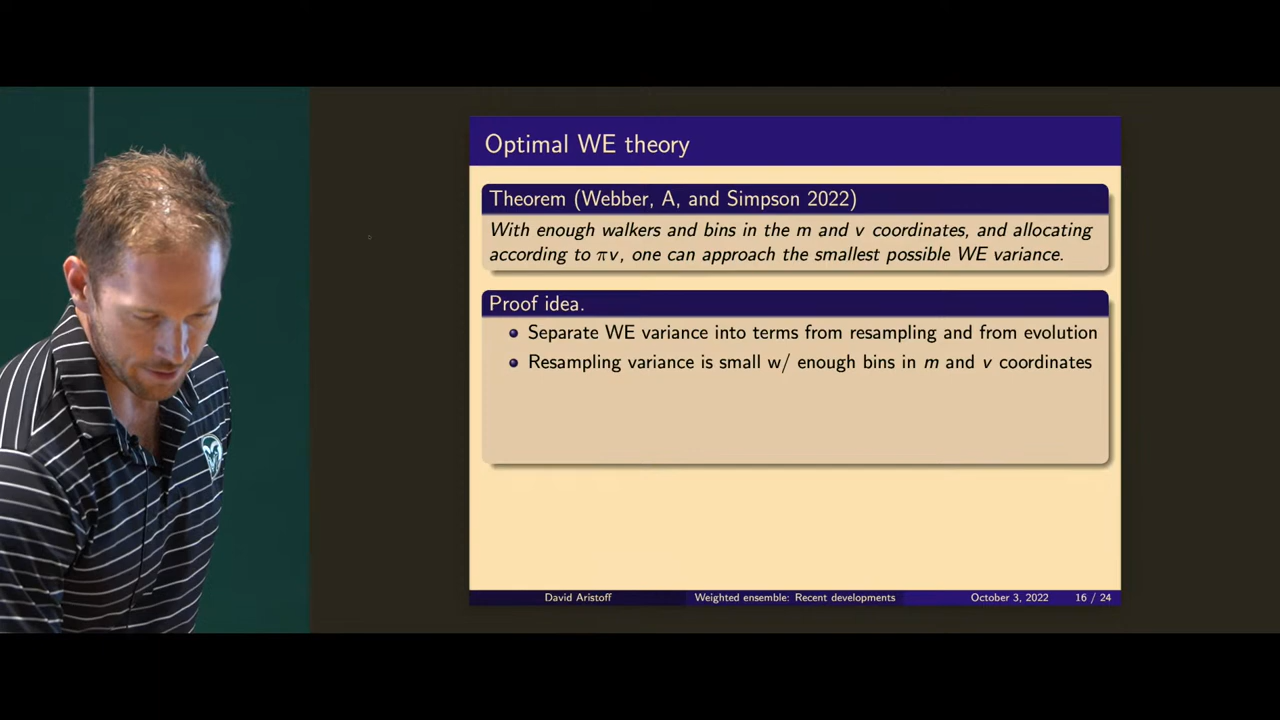 Optimal WE theory
Theorem (Webber, A, and Simpson 2022)
With enough walkers and bins in the m and v coordinates, and allocating
according to πv, one can approach the smallest possible WE variance.
Proof idea.
Separate WE variance into terms from resampling and from evolution
Resampling variance is small w/ enough bins in m and v coordinates
David Aristoff Weighted ensemble: Recent developments October 3, 2022 16 / 24